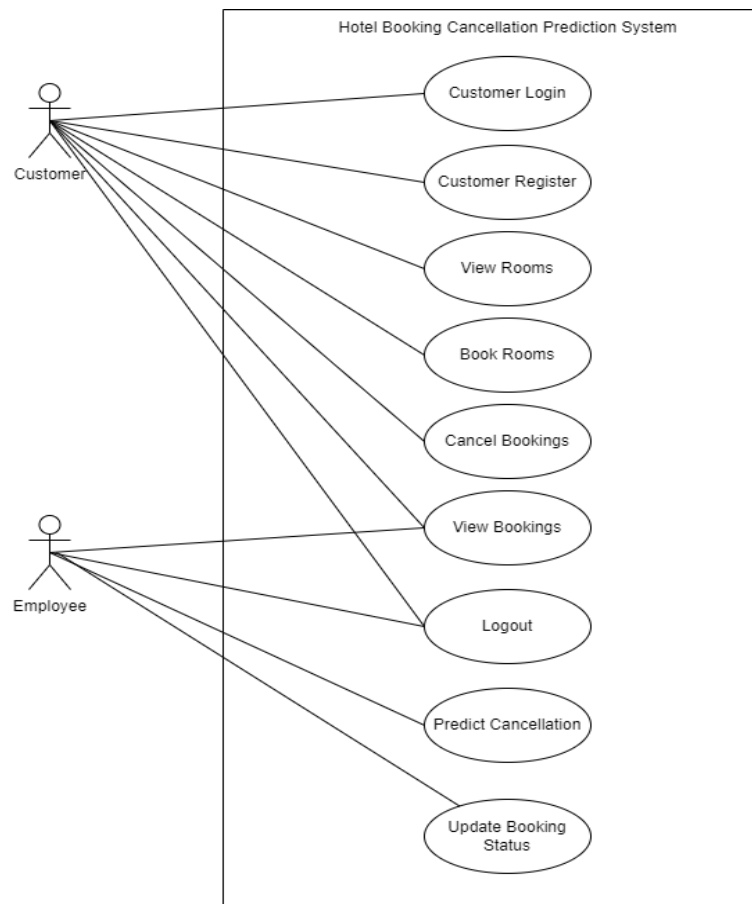 Hotel Booking Cancellation Prediction System
Customer Login
Customer
Customer Register
View Rooms
Book Rooms
Cancel Bookings
View Bookings
Employee
Logout
Predict Cancellation
Update Booking
Status